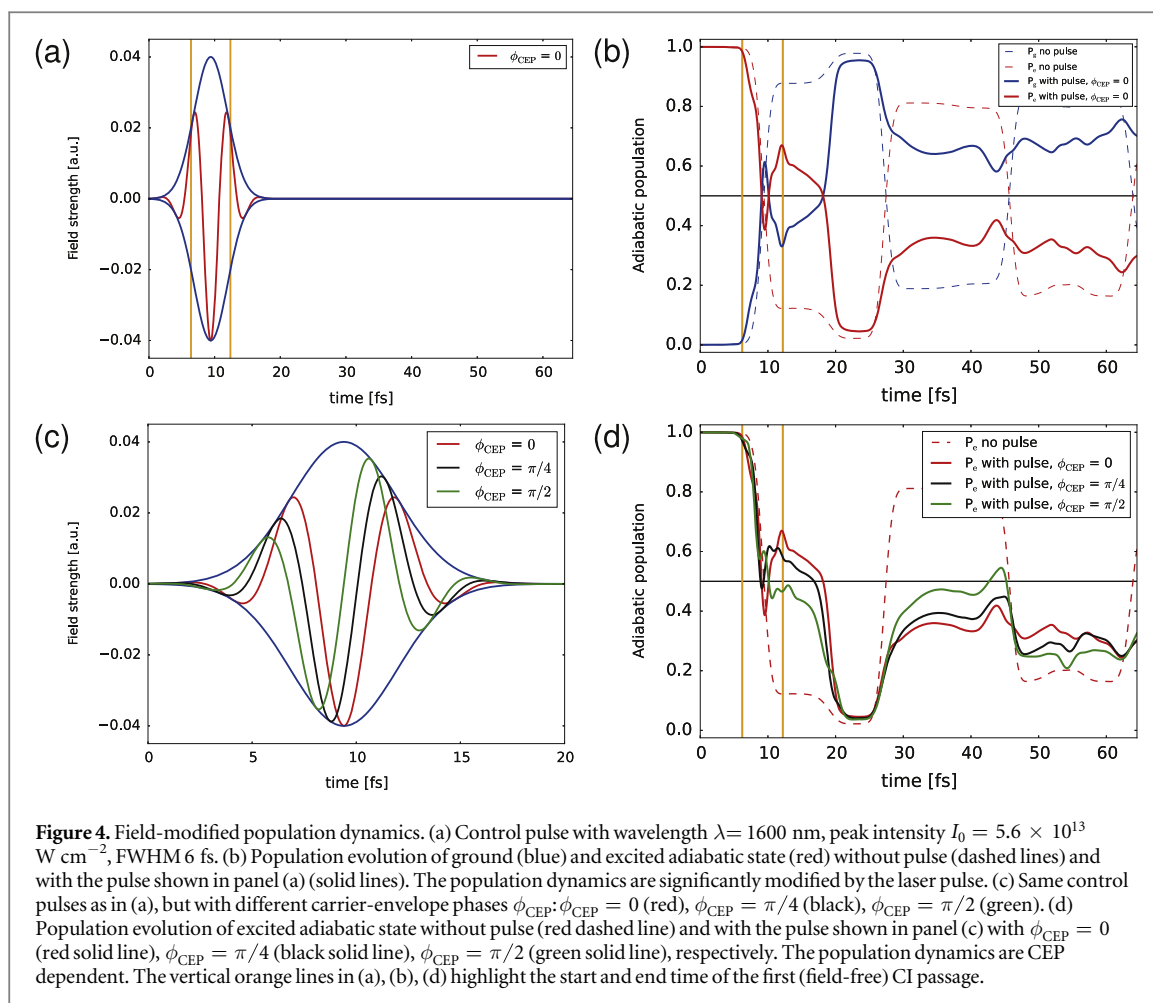 (a)
Field strength [a.u.]
0.04
0.02
0.00
−0.02
−0.04
0 10 20 30 40 50 60
time [fs]
ϕCEP = 0
(b)
Adiabatic population
1.0
0.8
0.6
0.4
0.2
0.0
0 10 20 30 40 50 60
time [fs]
Pg no pulse
Pe no pulse
Pg with pulse, ϕCEP = 0
Pe with pulse, ϕCEP = 0
(c)
Field strength [a.u.]
0.04
0.02
0.00
−0.02
−0.04
0 5 10 15 20
time [fs]
ϕCEP = 0
ϕCEP = π/4
ϕCEP = π/2
(d)
Adiabatic population
1.0
0.8
0.6
0.4
0.2
0.0
0 10 20 30 40 50 60
time [fs]
Pe no pulse
Pe with pulse, ϕCEP = 0
Pe with pulse, ϕCEP = π/4
Pe with pulse, ϕCEP = π/2
Figure 4. Field-modified population dynamics. (a) Control pulse with wavelength λ= 1600 nm, peak intensity I0 = 5.6 × 10^13
W cm−2, FWHM 6 fs. (b) Population evolution of ground (blue) and excited adiabatic state (red) without pulse (dashed lines) and
with the pulse shown in panel (a) (solid lines). The population dynamics are significantly modified by the laser pulse. (c) Same control
pulses as in (a), but with different carrier-envelope phases ϕCEP: ϕCEP = 0 (red), ϕCEP = π/4 (black), ϕCEP = π/2 (green). (d)
Population evolution of excited adiabatic state without pulse (red dashed line) and with the pulse shown in panel (c) with ϕCEP = 0
(red solid line), ϕCEP = π/4 (black solid line), ϕCEP = π/2 (green solid line), respectively. The population dynamics are CEP
dependent. The vertical orange lines in (a), (b), (d) highlight the start and end time of the first (field-free) CI passage.